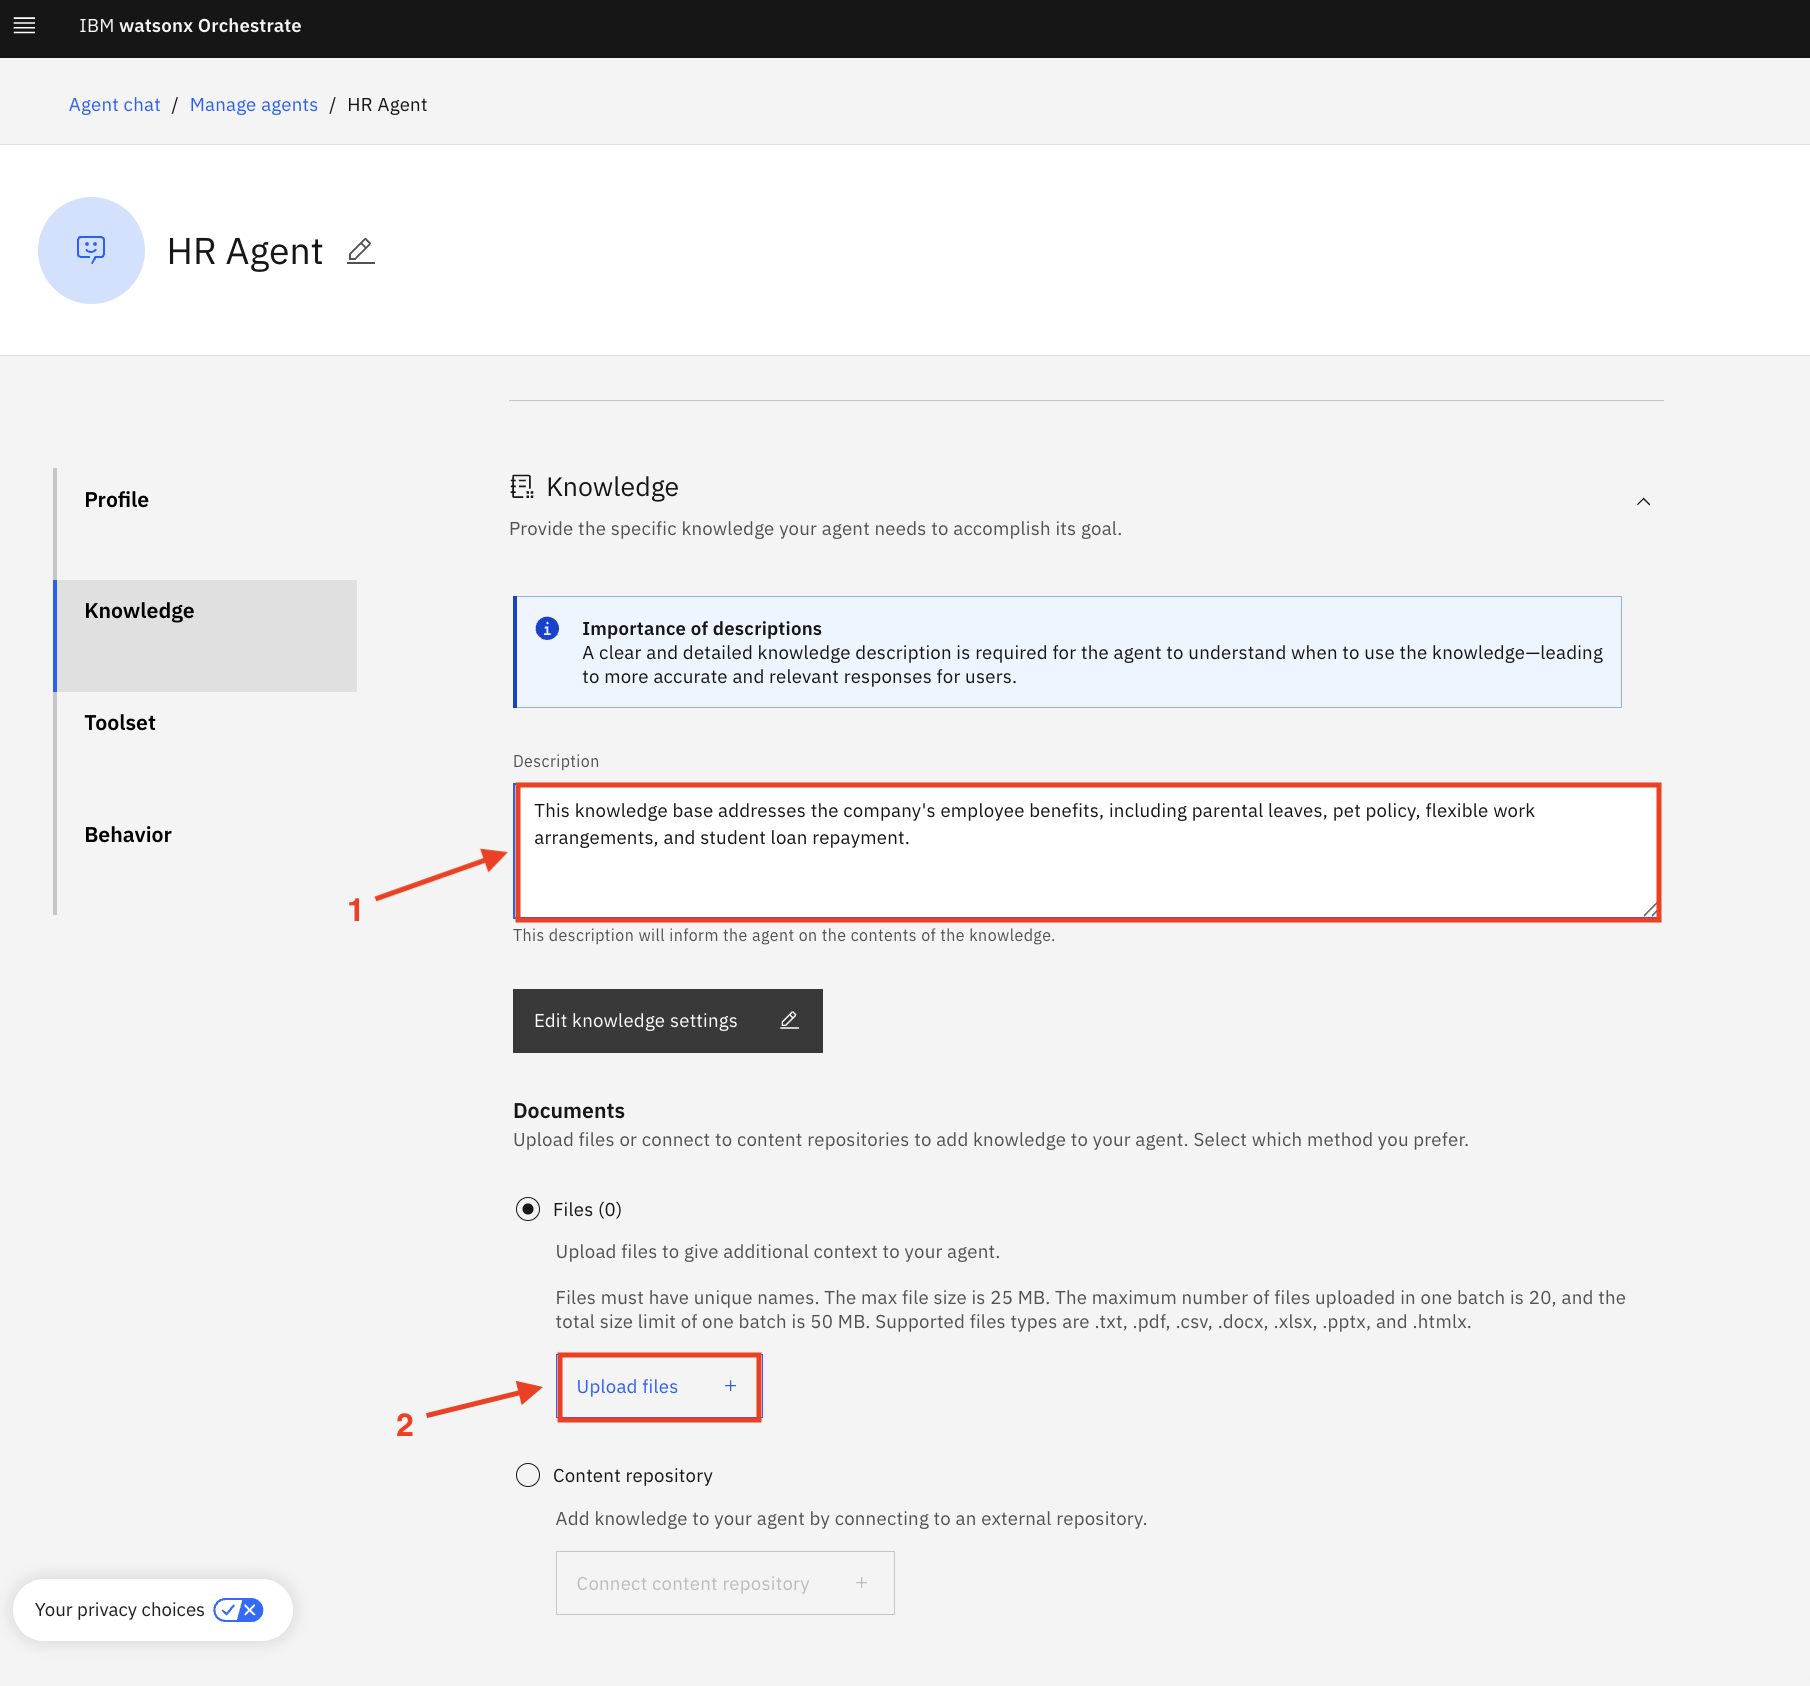 IBM watsonx Orchestrate
Agent chat / Manage agents / HR Agent
HR Agent
Profile
Knowledge
Toolset
Behavior
Knowledge
Provide the specific knowledge your agent needs to accomplish its goal.
Importance of descriptions
A clear and detailed knowledge description is required for the agent to understand when to use the knowledge—leading
to more accurate and relevant responses for users.
Description
This knowledge base addresses the company's employee benefits, including parental leaves, pet policy, flexible work
arrangements, and student loan repayment.
1
This description will inform the agent on the contents of the knowledge.
Edit knowledge settings
Documents
Upload files or connect to content repositories to add knowledge to your agent. Select which method you prefer.
Files (0)
Upload files to give additional context to your agent.
Files must have unique names. The max file size is 25 MB. The maximum number of files uploaded in one batch is 20, and the
total size limit of one batch is 50 MB. Supported files types are .txt, .pdf, .csv, .docx, .xlsx, .pptx, and .htmlx.
Upload files +
2
Content repository
Add knowledge to your agent by connecting to an external repository.
Connect content repository +
Your privacy choices